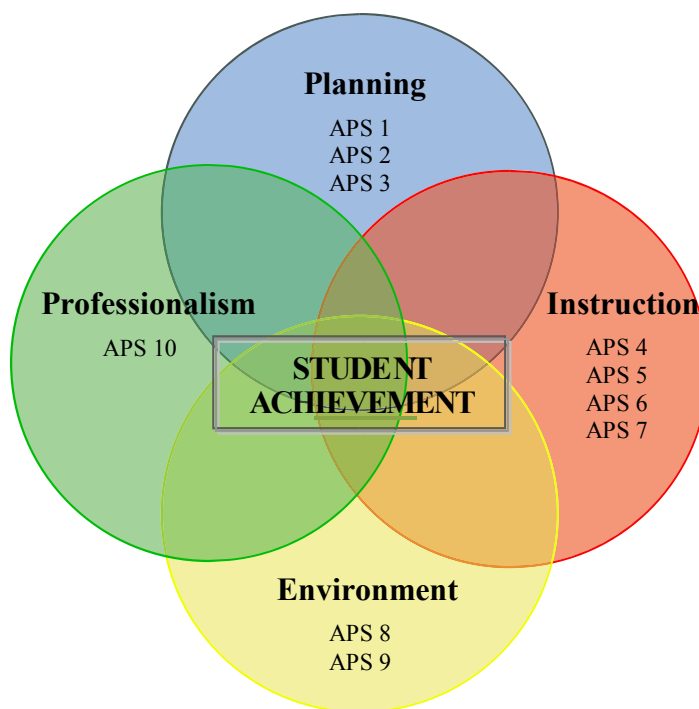 Planning
APS 1
APS 2
APS 3
Professionalism
APS 10
Instruction
APS 4
APS 5
APS 6
APS 7
STUDENT
ACHIEVEMENT
Environment
APS 8
APS 9